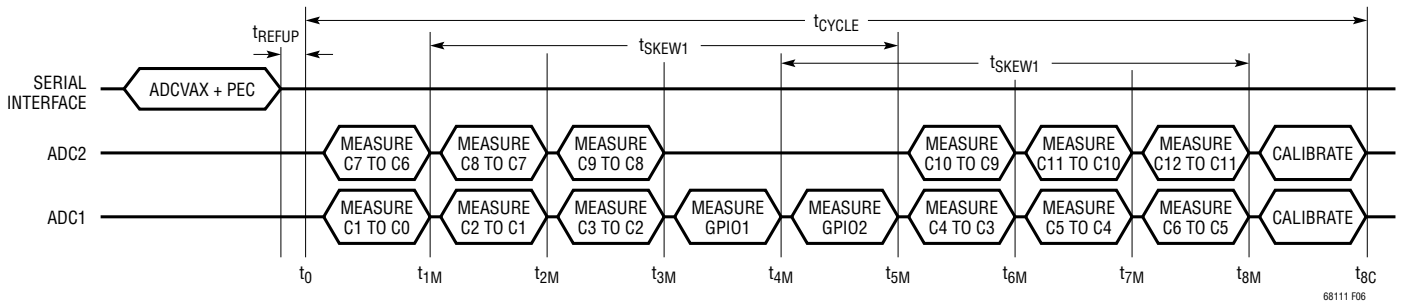 tCYCLE
tREFUP
tSKEW1
tSKEW1
SERIAL
INTERFACE
ADCVAX + PEC
ADC2
MEASURE
C7 TO C6
MEASURE
C8 TO C7
MEASURE
C9 TO C8
MEASURE
C10 TO C9
MEASURE
C11 TO C10
MEASURE
C12 TO C11
CALIBRATE
ADC1
MEASURE
C1 TO C0
MEASURE
C2 TO C1
MEASURE
C3 TO C2
MEASURE
GPIO1
MEASURE
GPIO2
MEASURE
C4 TO C3
MEASURE
C5 TO C4
MEASURE
C6 TO C5
CALIBRATE
t0 t1M t2M t3M t4M t5M t6M t7M t8M t8C
68111 F06